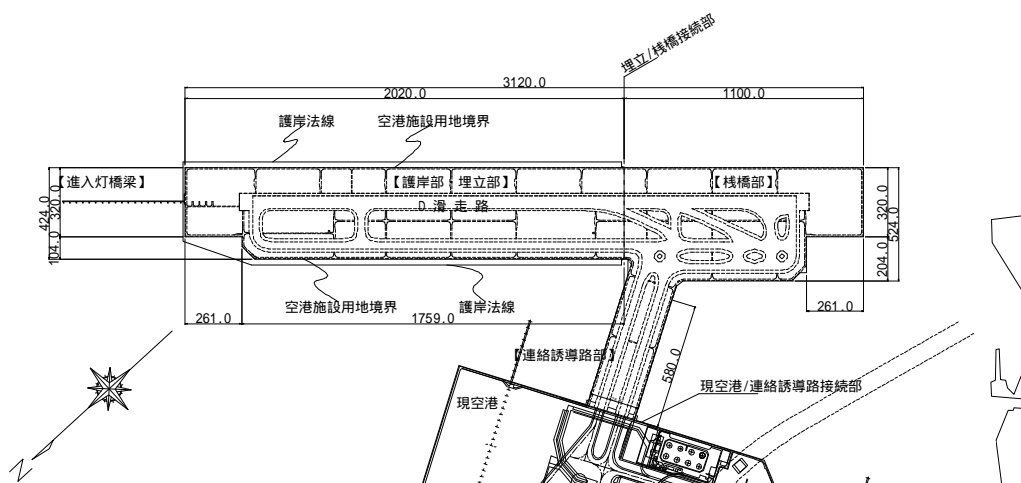 埋立/桟橋接続部
3120.0
2020.0
1100.0
護岸法線
空港施設用地境界
【進入灯橋梁】
【護岸部 埋立部】
【桟橋部】
D 滑 走 路
424.0
320.0
104.0
320.0
524.0
204.0
空港施設用地境界
護岸法線
261.0
1759.0
261.0
【連絡誘導路部】
580.0
現空港/連絡誘導路接続部
現空港
N